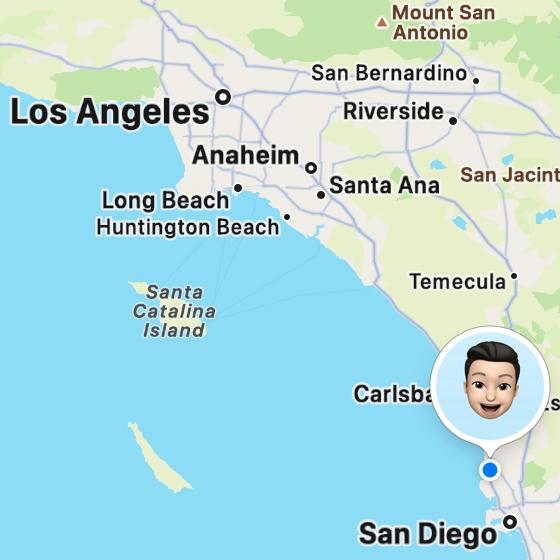 Mount San
Antonio
San Bernardino
Los Angeles
Riverside
Anaheim
San Jacint
Santa Ana
Long Beach
Huntington Beach
Temecula
Santa
Catalina
Island
Carlsba
Es
San Diego